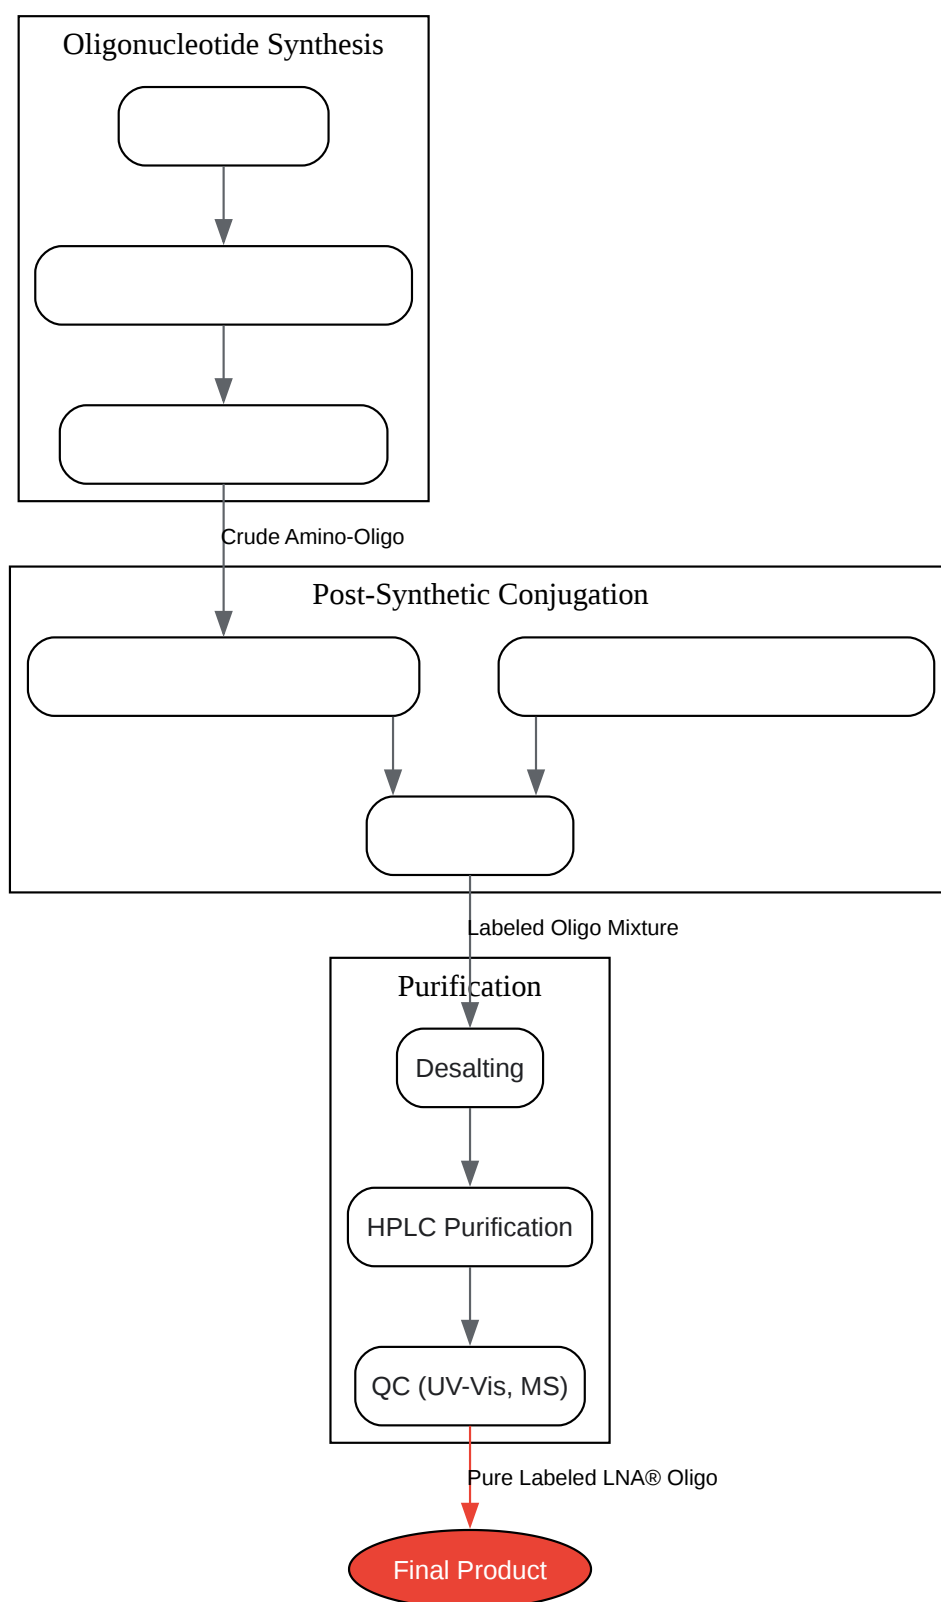 Oligonucleotide Synthesis
Crude Amino-Oligo
Post-Synthetic Conjugation
Labeled Oligo Mixture
Purification
Desalting
HPLC Purification
QC (UV-Vis, MS)
Pure Labeled LNA® Oligo
Final Product